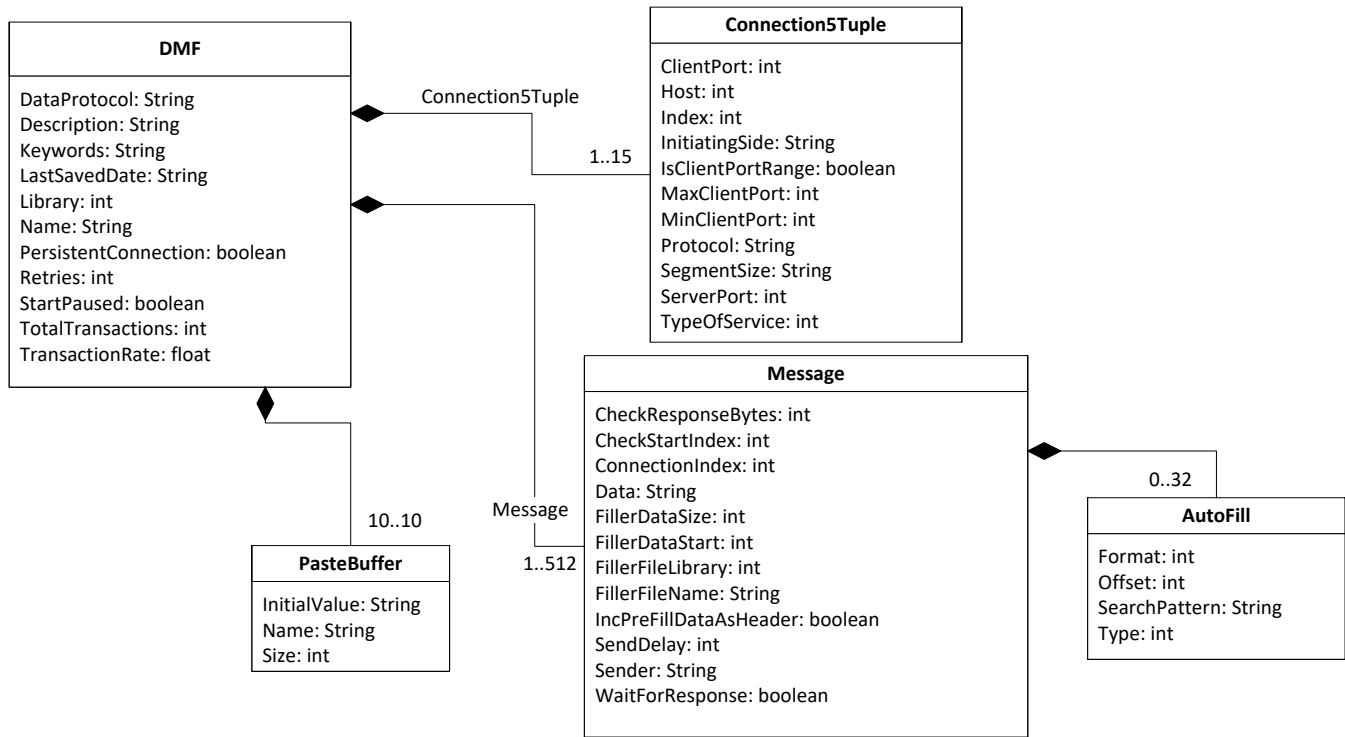 DMF
DataProtocol: String
Description: String
Keywords: String
LastSavedDate: String
Library: int
Name: String
PersistentConnection: boolean
Retries: int
StartPaused: boolean
TotalTransactions: int
TransactionRate: float
Connection5Tuple
1..15
Connection5Tuple
ClientPort: int
Host: int
Index: int
InitiatingSide: String
IsClientPortRange: boolean
MaxClientPort: int
MinClientPort: int
Protocol: String
SegmentSize: String
ServerPort: int
TypeOfService: int
Message
1..512
Message
CheckResponseBytes: int
CheckStartIndex: int
ConnectionIndex: int
Data: String
FillerDataSize: int
FillerDataStart: int
FillerFileLibrary: int
FillerFileName: String
IncPreFillDataAsHeader: boolean
SendDelay: int
Sender: String
WaitForResponse: boolean
10..10
PasteBuffer
InitialValue: String
Name: String
Size: int
0..32
AutoFill
Format: int
Offset: int
SearchPattern: String
Type: int